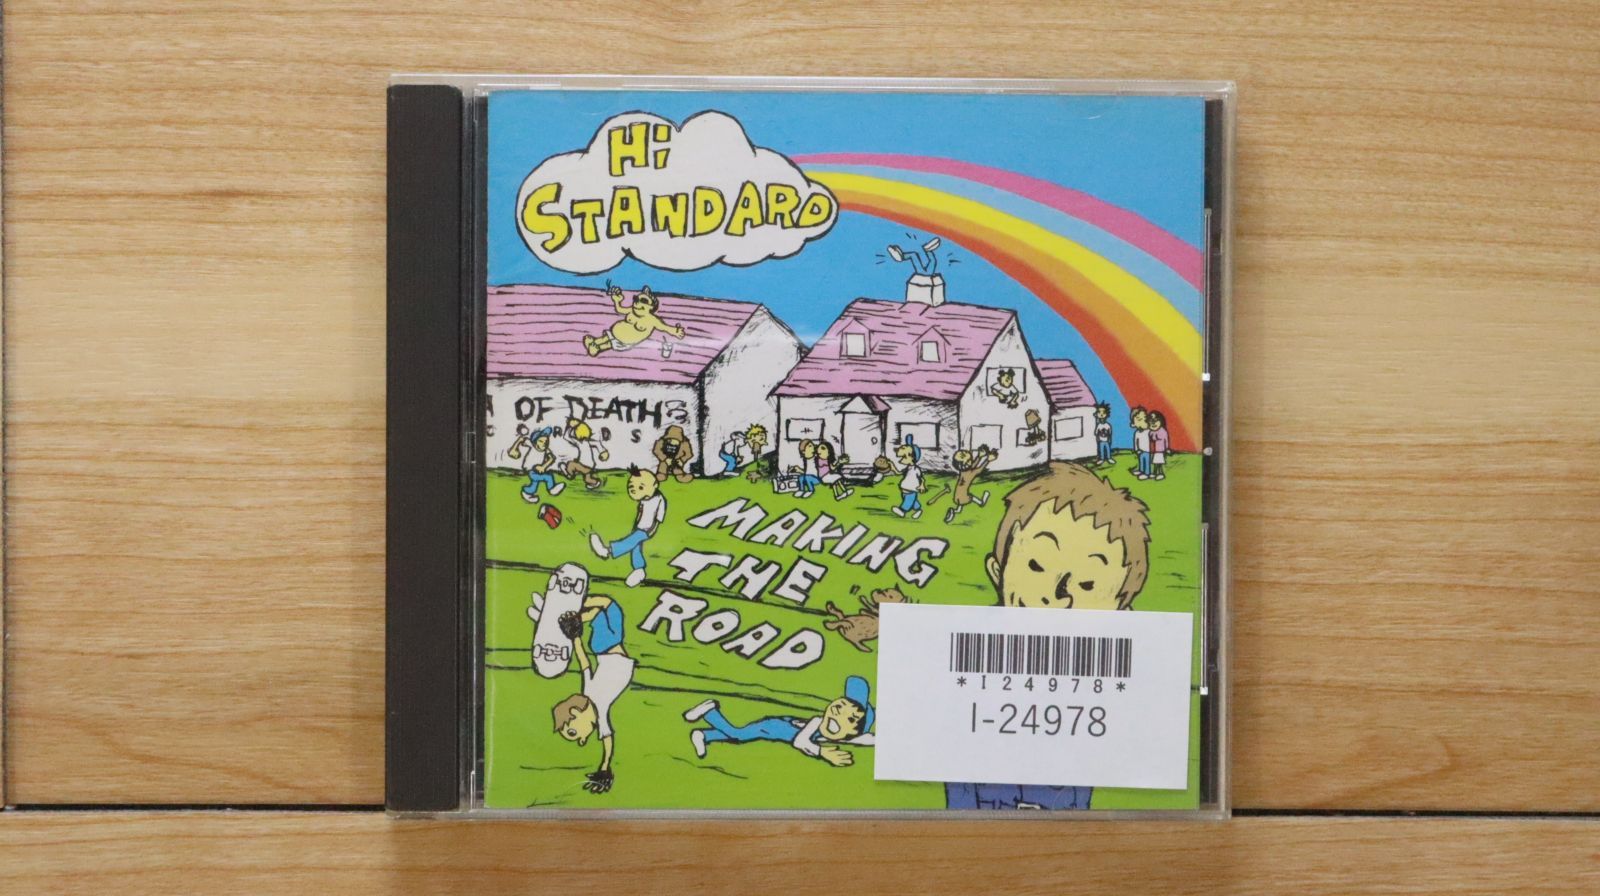 Hi
STANDARD
OF DEATH
MAKING
THE
ROAD
*I24978*
I-24978